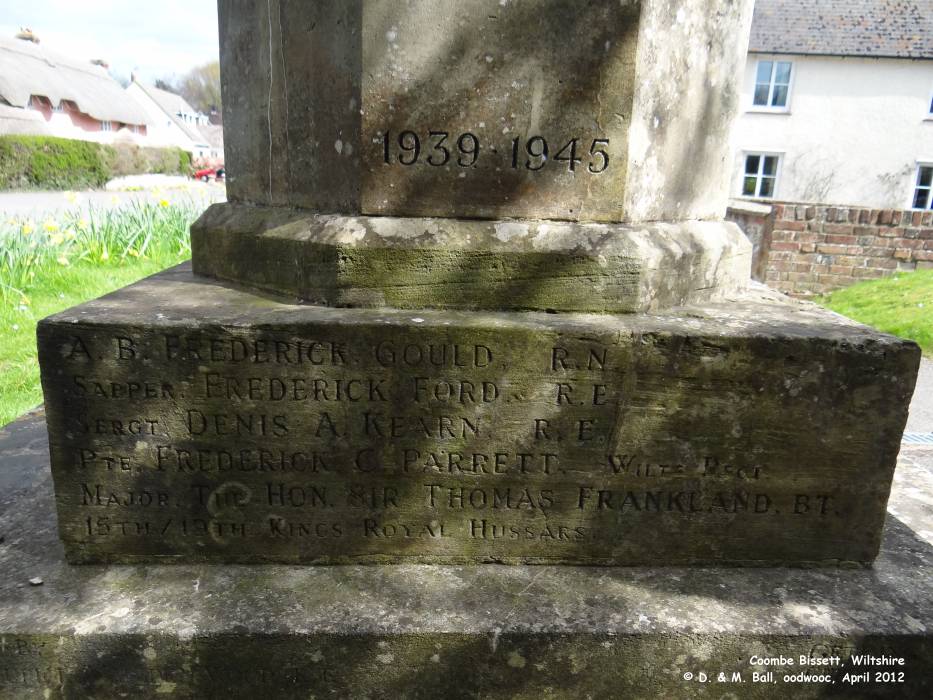 1939·1945
A. B. FREDERICK. GOULD. R.N.
SAPPER. FREDERICK FORD. R.E.
SERGT. DENIS A. KEARN. R.E.
PTE. FREDERICK C. PARRETT. WILTS REGT
MAJOR. THE HON. SIR THOMAS FRANKLAND. BT.
15TH/19TH KINGS ROYAL HUSSARS.
Coombe Bissett, Wiltshire
© D. & M. Ball, oodwooc, April 2012